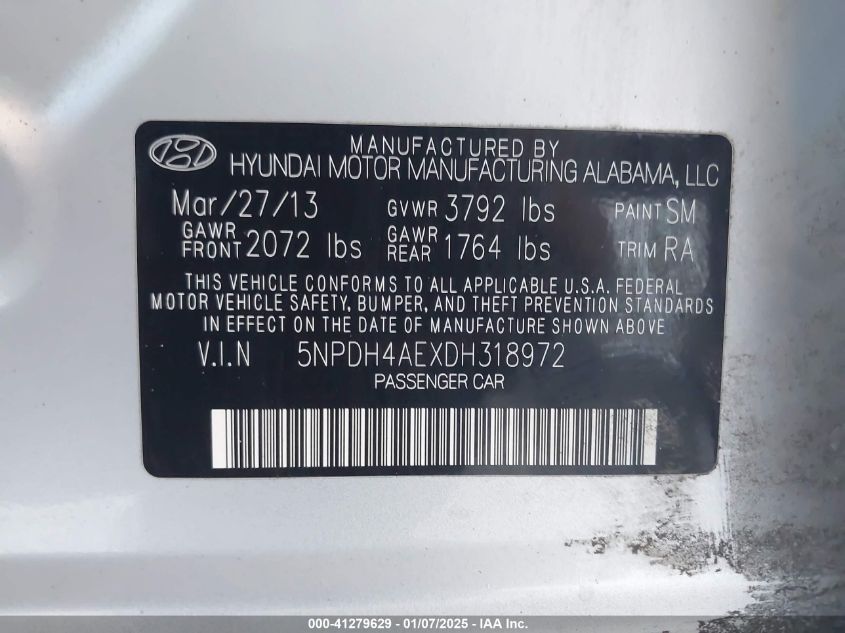 MANUFACTURED BY
HYUNDAI MOTOR MANUFACTURING ALABAMA, LLC
Mar/27/13 GVWR 3792 lbs PAINT SM
GAWR FRONT 2072 lbs GAWR REAR 1764 lbs TRIM RA
THIS VEHICLE CONFORMS TO ALL APPLICABLE U.S.A. FEDERAL
MOTOR VEHICLE SAFETY, BUMPER, AND THEFT PREVENTION STANDARDS
IN EFFECT ON THE DATE OF MANUFACTURE SHOWN ABOVE
V.I.N 5NPDH4AEXDH318972
PASSENGER CAR
000-41279629 - 01/07/2025 - IAA Inc.